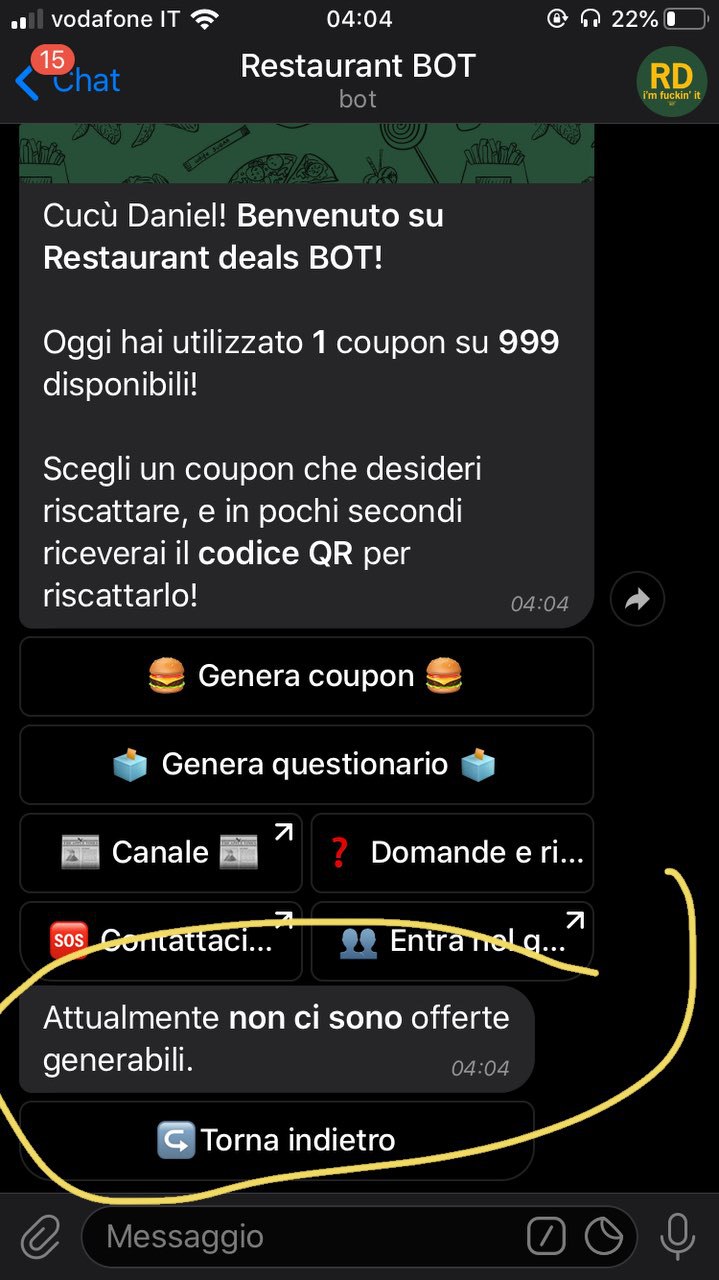 vodafone IT 04:04 22%
15
Chat
Restaurant BOT
bot
RD
i'm fuckin' it
Cucù Daniel! Benvenuto su
Restaurant deals BOT!
Oggi hai utilizzato 1 coupon su 999
disponibili!
Scegli un coupon che desideri
riscattare, e in pochi secondi
riceverai il codice QR per
riscattarlo!
04:04
Genera coupon
Genera questionario
Canale
❓ Domande e ri...
SOS Contattaci...
Entra nel g...
Attualmente non ci sono offerte
generabili.
04:04
Torna indietro
Messaggio